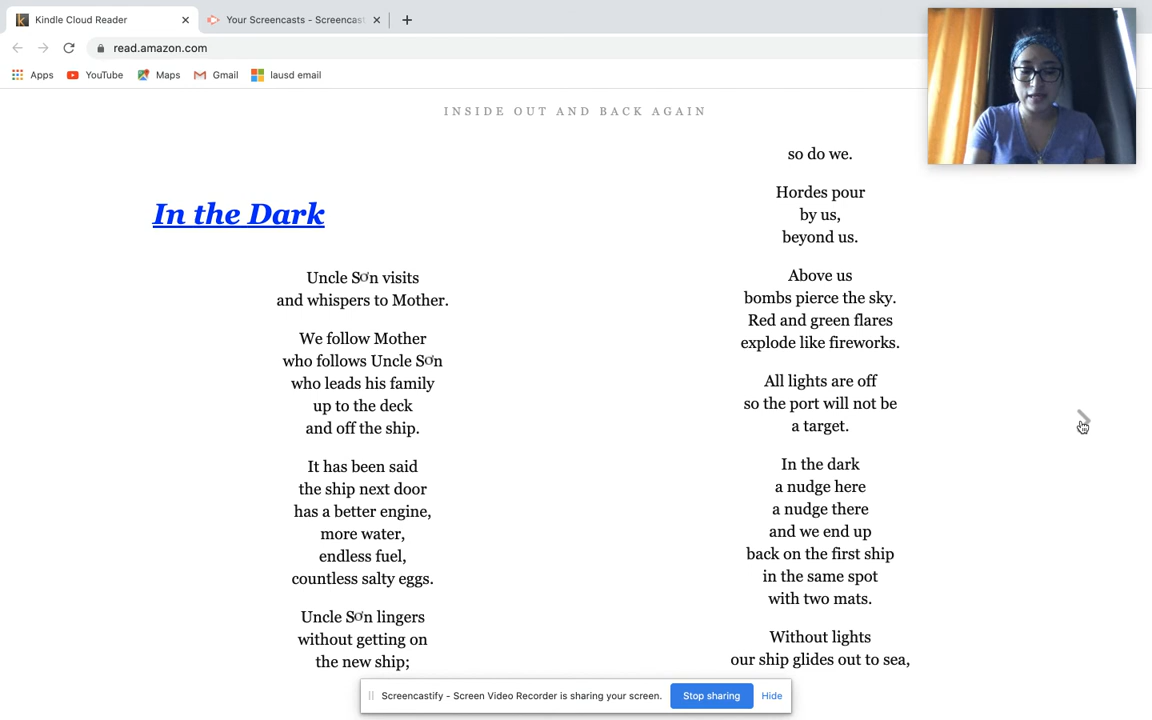 Kindle Cloud Reader
Your Screencasts - Screencast
read.amazon.com
Apps
YouTube
Maps
Gmail
lausd email
INSIDE OUT AND BACK AGAIN
In the Dark
Uncle Sơn visits
and whispers to Mother.
We follow Mother
who follows Uncle Sơn
who leads his family
up to the deck
and off the ship.
It has been said
the ship next door
has a better engine,
more water,
endless fuel,
countless salty eggs.
Uncle Sơn lingers
without getting on
the new ship;
so do we.
Hordes pour
by us,
beyond us.
Above us
bombs pierce the sky.
Red and green flares
explode like fireworks.
All lights are off
so the port will not be
a target.
In the dark
a nudge here
a nudge there
and we end up
back on the first ship
in the same spot
with two mats.
Without lights
our ship glides out to sea,
Screencastify - Screen Video Recorder is sharing your screen.
Stop sharing
Hide